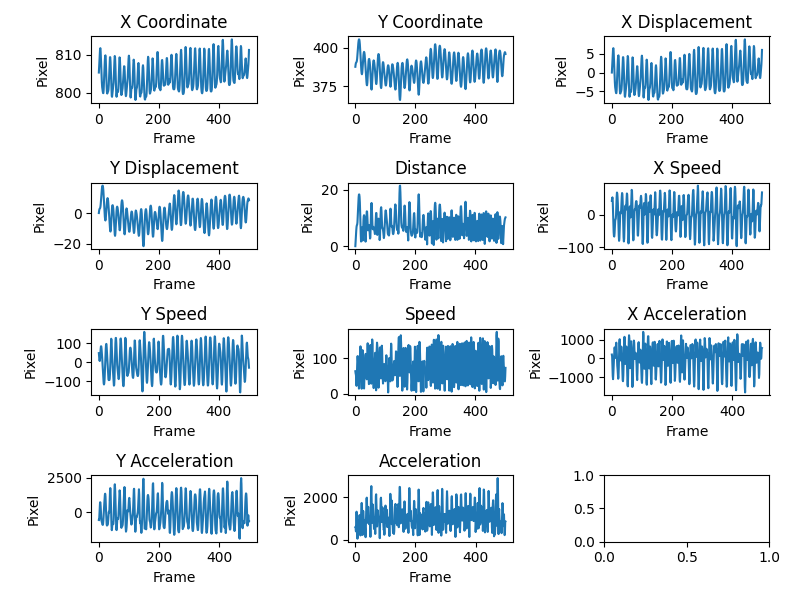 X Coordinate
Y Coordinate
X Displacement
810
800
Pixel
0
400
Frame
400
375
Pixel
0
400
Frame
5
0
−5
Pixel
0
200
400
Frame
Y Displacement
Distance
X Speed
0
−20
Pixel
0
200
400
Frame
20
0
Pixel
0
200
400
Frame
0
−100
Pixel
0
200
400
Frame
Y Speed
Speed
X Acceleration
100
0
−100
Pixel
0
200
400
Frame
100
0
Pixel
0
200
400
Frame
1000
0
−1000
Pixel
0
200
400
Frame
Y Acceleration
Acceleration
2500
0
Pixel
0
200
400
Frame
2000
0
Pixel
0
200
400
Frame
1.0
0.5
0.0
0.0
0.5
1.0